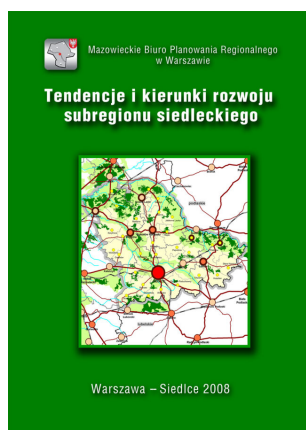 Mazowieckie Biuro Planowania Regionalnego
w Warszawie
Tendencje i kierunki rozwoju
subregionu siedleckiego
Warszawa – Siedlce 2008